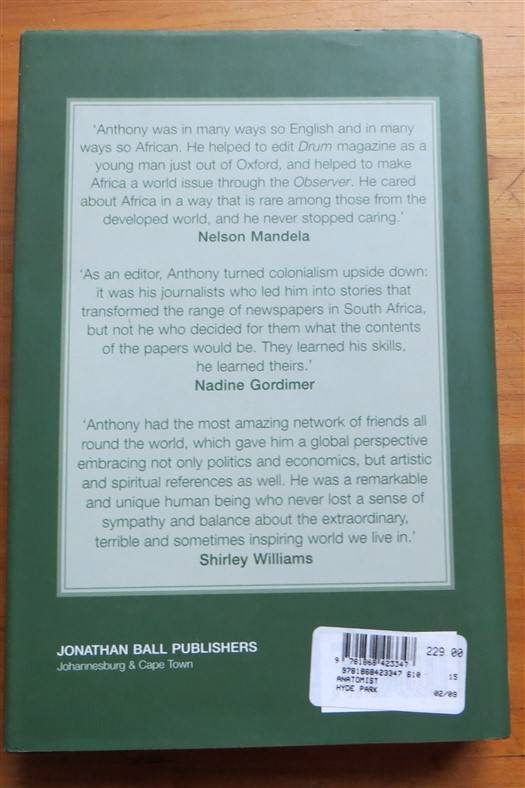 ‘Anthony was in many ways so English and in many
ways so African. He helped to edit Drum magazine as a
young man just out of Oxford, and helped to make
Africa a world issue through the Observer. He cared
about Africa in a way that is rare among those from the
developed world, and he never stopped caring.’
Nelson Mandela
‘As an editor, Anthony turned colonialism upside down:
it was his journalists who led him into stories that
transformed the range of newspapers in South Africa,
but not he who decided for them what the contents
of the papers would be. They learned his skills,
he learned theirs.’
Nadine Gordimer
‘Anthony had the most amazing network of friends all
round the world, which gave him a global perspective
embracing not only politics and economics, but artistic
and spiritual references as well. He was a remarkable
and unique human being who never lost a sense of
sympathy and balance about the extraordinary,
terrible and sometimes inspiring world we live in.’
Shirley Williams
JONATHAN BALL PUBLISHERS
Johannesburg & Cape Town
9 781868 423347
229 00
9781868423347 610
15
ANATOMIST
HYDE PARK
02/09